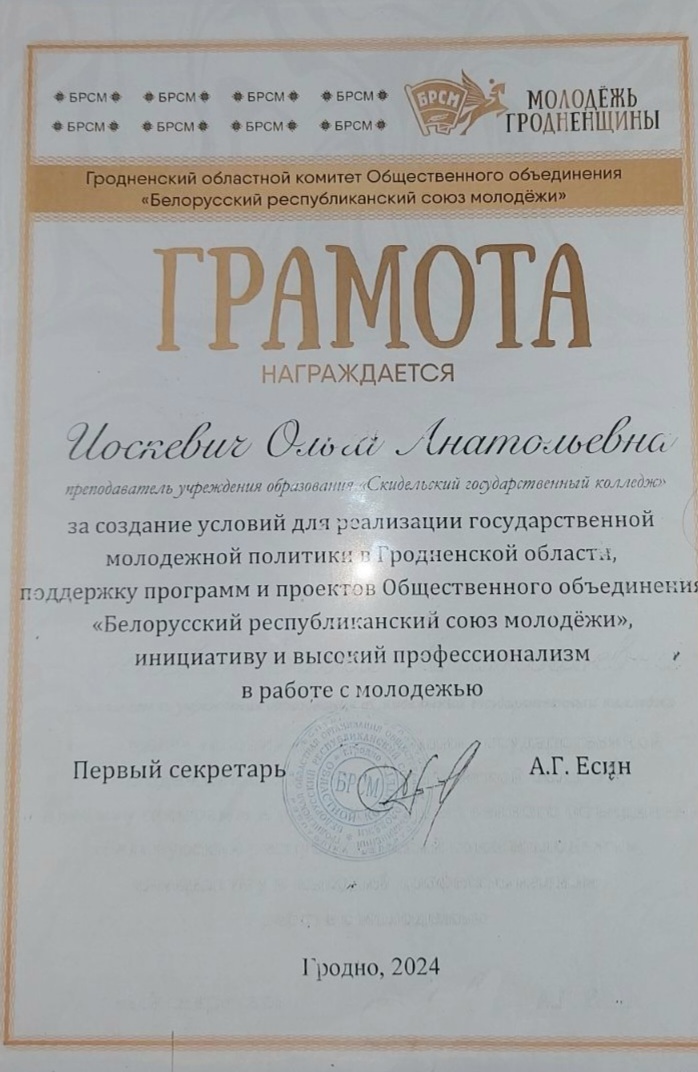 БРСМ БРСМ БРСМ БРСМ
БРСМ БРСМ БРСМ БРСМ
БРСМ
МОЛОДЁЖЬ
ГРОДНЕНЩИНЫ
Гродненский областной комитет Общественного объединения
«Белорусский республиканский союз молодёжи»
ГРАМОТА
НАГРАЖДАЕТСЯ
Иоскевич Ольга Анатольевна
преподаватель учреждения образования «Скидельский государственный колледж»
за создание условий для реализации государственной
молодежной политики в Гродненской области,
поддержку программ и проектов Общественного объединения
«Белорусский республиканский союз молодёжи»,
инициативу и высокий профессионализм
в работе с молодежью
Первый секретарь
БРСМ
А.Г. Есин
Гродно, 2024